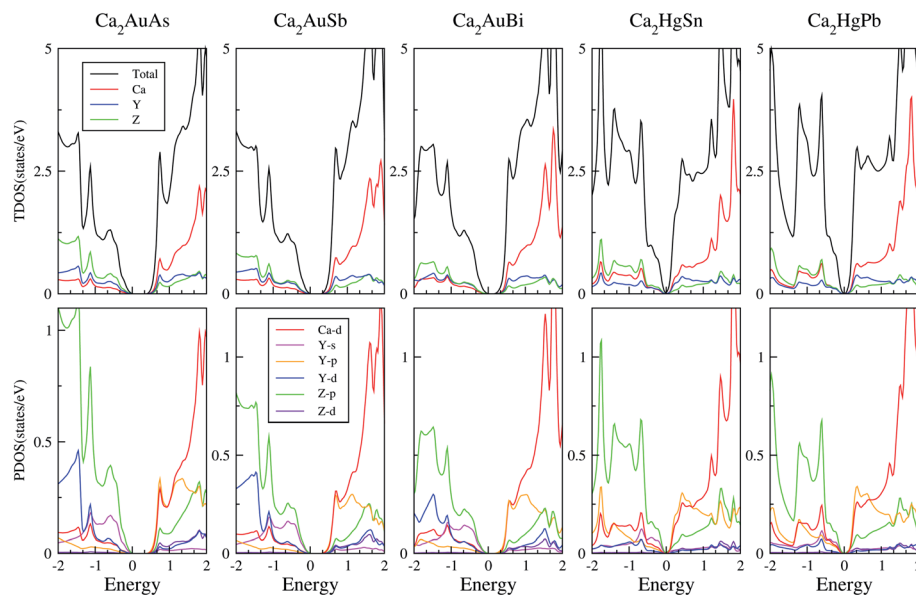 Ca₂AuAs Ca₂AuSb Ca₂AuBi Ca₂HgSn Ca₂HgPb
5 5 5 5 5
Total
Ca
Y
Z
TDOS(states/eV)
2.5 2.5 2.5 2.5 2.5
0 0 0 0 0
1 1 1 1 1
Ca-d
Y-s
Y-p
Y-d
Z-p
Z-d
PDOS(states/eV)
0.5 0.5 0.5 0.5 0.5
0 0 0 0 0
-2 -1 0 1 2 -2 -1 0 1 2 -2 -1 0 1 2 -2 -1 0 1 2 -2 -1 0 1 2
Energy Energy Energy Energy Energy